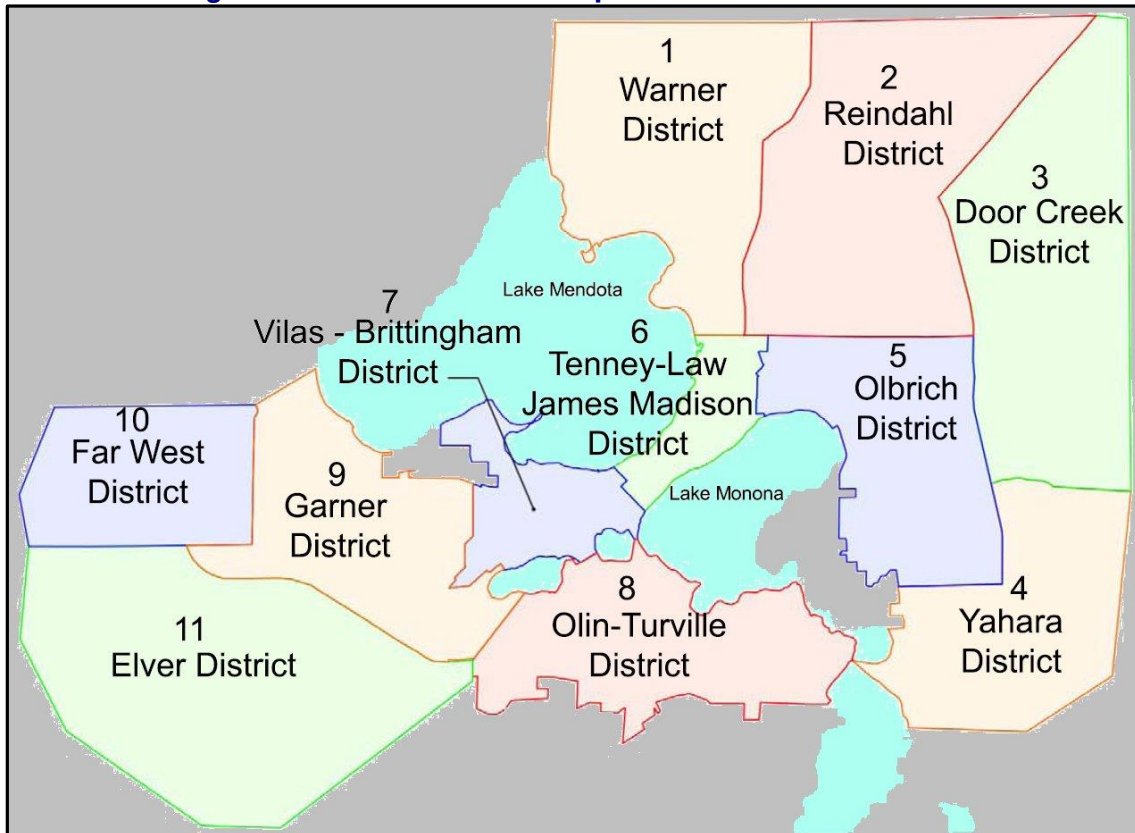 1
Warner
District
2
Reindahl
District
3
Door Creek
District
Lake Mendota
7
Vilas - Brittingham
District
6
Tenney-Law
James Madison
District
5
Olbrich
District
10
Far West
District
9
Garner
District
Lake Monona
8
Olin-Turville
District
4
Yahara
District
11
Elver District